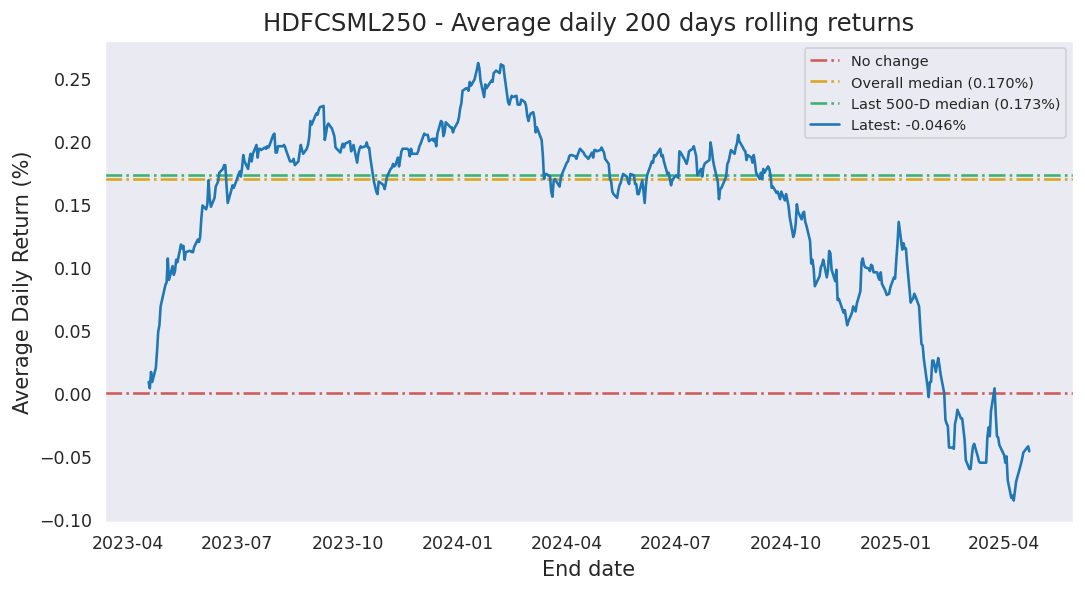 HDFCSML250 - Average daily 200 days rolling returns
No change
Overall median (0.170%)
Last 500-D median (0.173%)
Latest: -0.046%
Average Daily Return (%)
0.25
0.20
0.15
0.10
0.05
0.00
−0.05
−0.10
2023-04 2023-07 2023-10 2024-01 2024-04 2024-07 2024-10 2025-01 2025-04
End date